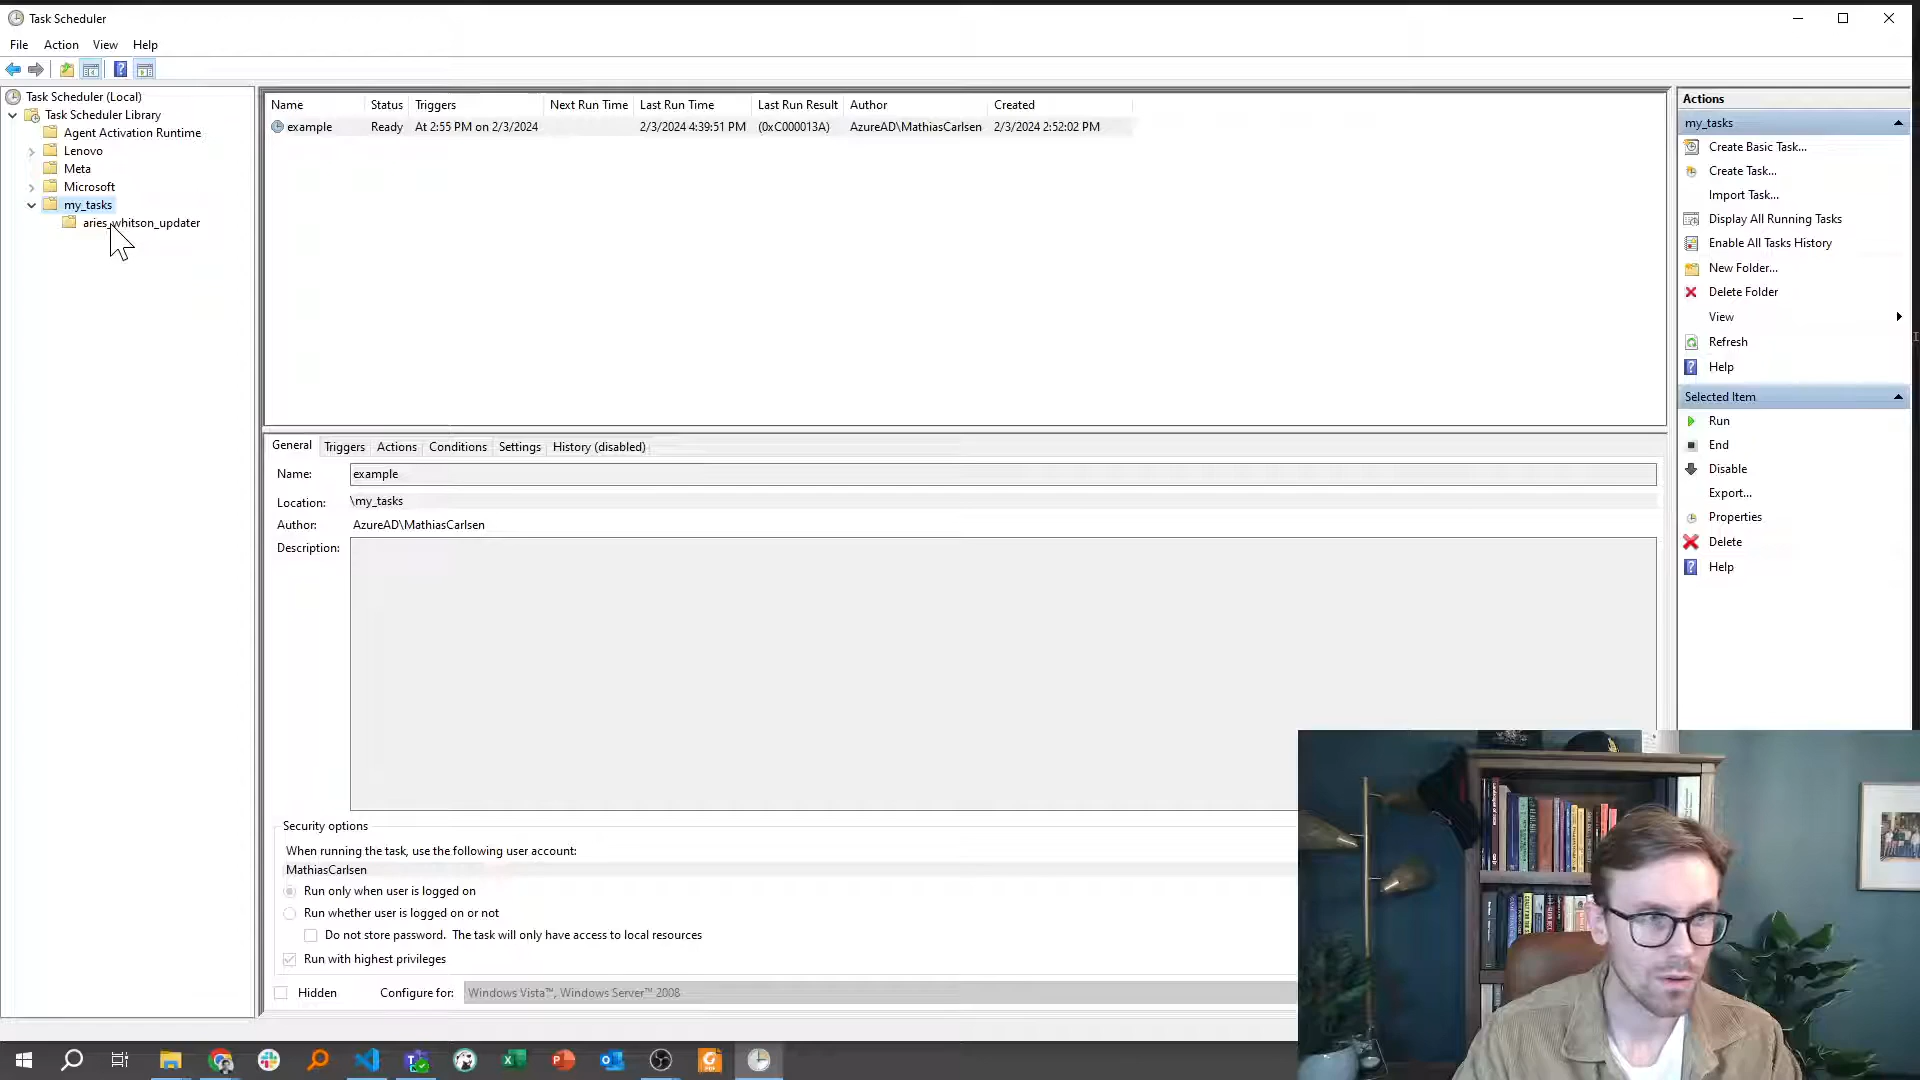 Task Scheduler
File Action View Help
Task Scheduler (Local)
Task Scheduler Library
Agent Activation Runtime
Lenovo
Meta
Microsoft
my_tasks
aries_whitson_updater
Name Status Triggers Next Run Time Last Run Time Last Run Result Author Created
example Ready At 2:55 PM on 2/3/2024 2/3/2024 4:39:51 PM (0xC000013A) AzureAD\MathiasCarlsen 2/3/2024 2:52:02 PM
General Triggers Actions Conditions Settings History (disabled)
Name: example
Location: \my_tasks
Author: AzureAD\MathiasCarlsen
Description:
Security options
When running the task, use the following user account:
MathiasCarlsen
Run only when user is logged on
Run whether user is logged on or not
Do not store password. The task will only have access to local resources
Run with highest privileges
Hidden Configure for: Windows Vista™, Windows Server™ 2008
Actions
my_tasks
Create Basic Task...
Create Task...
Import Task...
Display All Running Tasks
Enable All Tasks History
New Folder...
Delete Folder
View
Refresh
Help
Selected Item
Run
End
Disable
Export...
Properties
Delete
Help